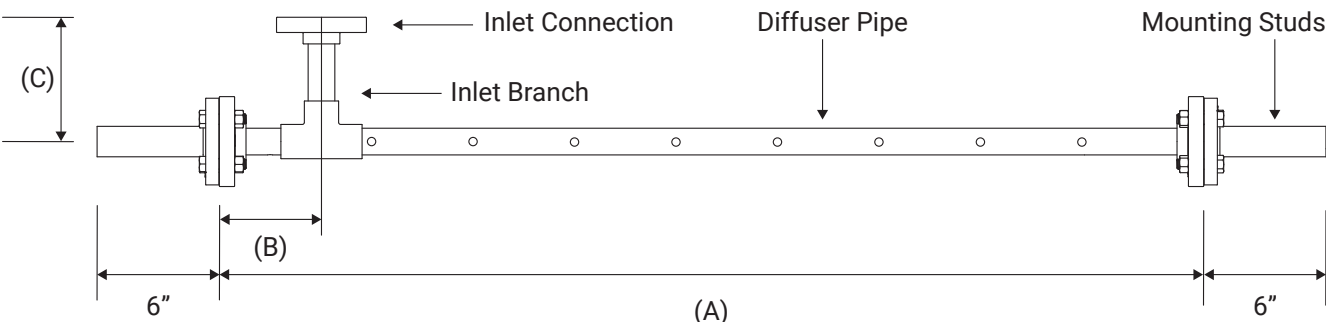 Inlet Connection
Diffuser Pipe
Mounting Studs
(C)
Inlet Branch
(B)
6”
(A)
6”